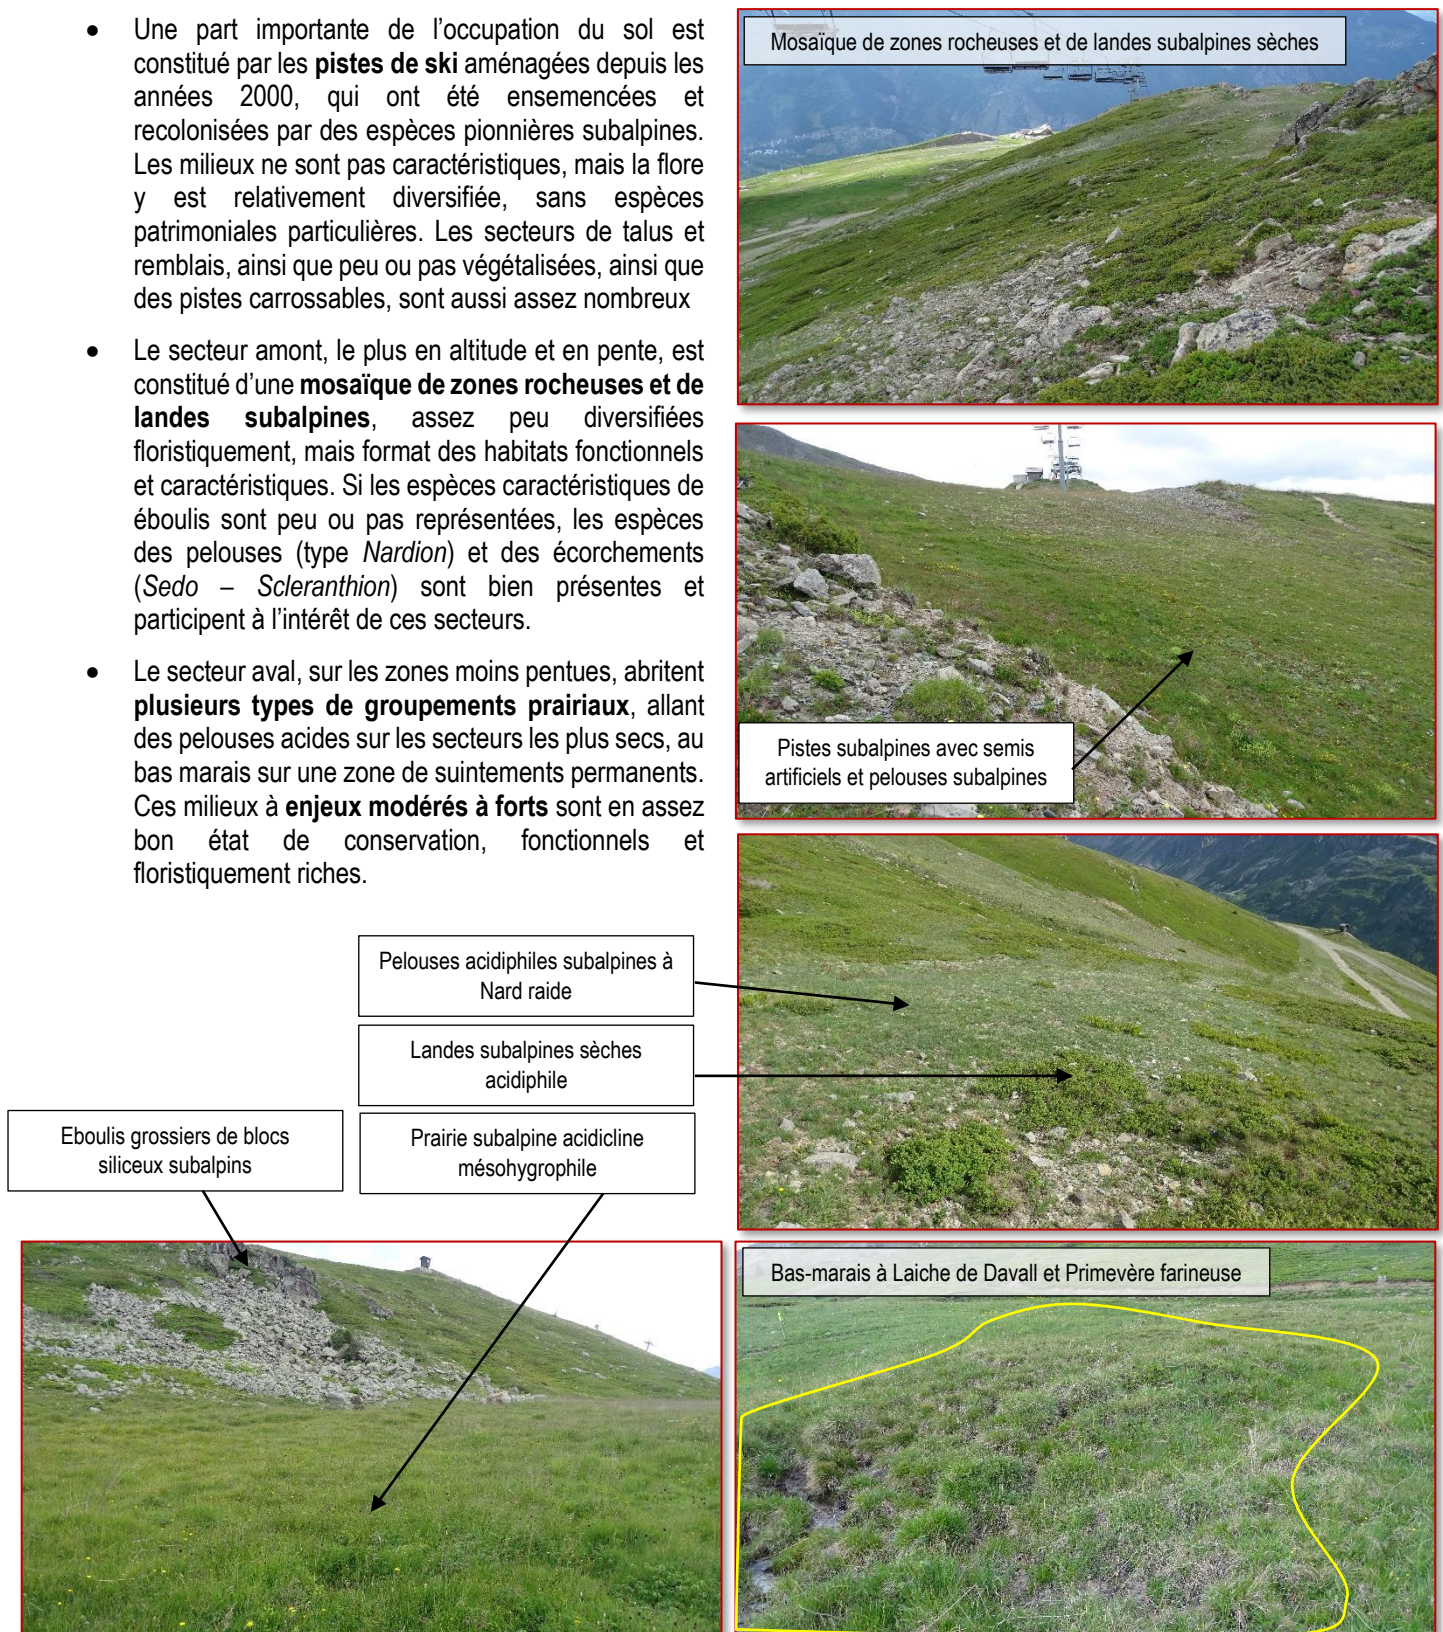 • Une part importante de l’occupation du sol est
constitué par les pistes de ski aménagées depuis les
années 2000, qui ont été ensemencées et
recolonisées par des espèces pionnières subalpines.
Les milieux ne sont pas caractéristiques, mais la flore
y est relativement diversifiée, sans espèces
patrimoniales particulières. Les secteurs de talus et
remblais, ainsi que peu ou pas végétalisées, ainsi que
des pistes carrossables, sont aussi assez nombreux
• Le secteur amont, le plus en altitude et en pente, est
constitué d’une mosaïque de zones rocheuses et de
landes subalpines, assez peu diversifiées
floristiquement, mais format des habitats fonctionnels
et caractéristiques. Si les espèces caractéristiques de
éboulis sont peu ou pas représentées, les espèces
des pelouses (type Nardion) et des écorchements
(Sedo – Scleranthion) sont bien présentes et
participent à l’intérêt de ces secteurs.
• Le secteur aval, sur les zones moins pentues, abritent
plusieurs types de groupements prairiaux, allant
des pelouses acides sur les secteurs les plus secs, au
bas marais sur une zone de suintements permanents.
Ces milieux à enjeux modérés à forts sont en assez
bon état de conservation, fonctionnels et
floristiquement riches.
Mosaïque de zones rocheuses et de landes subalpines sèches
Pistes subalpines avec semis
artificiels et pelouses subalpines
Pelouses acidiphiles subalpines à
Nard raide
Landes subalpines sèches
acidiphile
Eboulis grossiers de blocs
siliceux subalpins
Prairie subalpine acidicline
mésohygrophile
Bas-marais à Laiche de Davall et Primevère farineuse